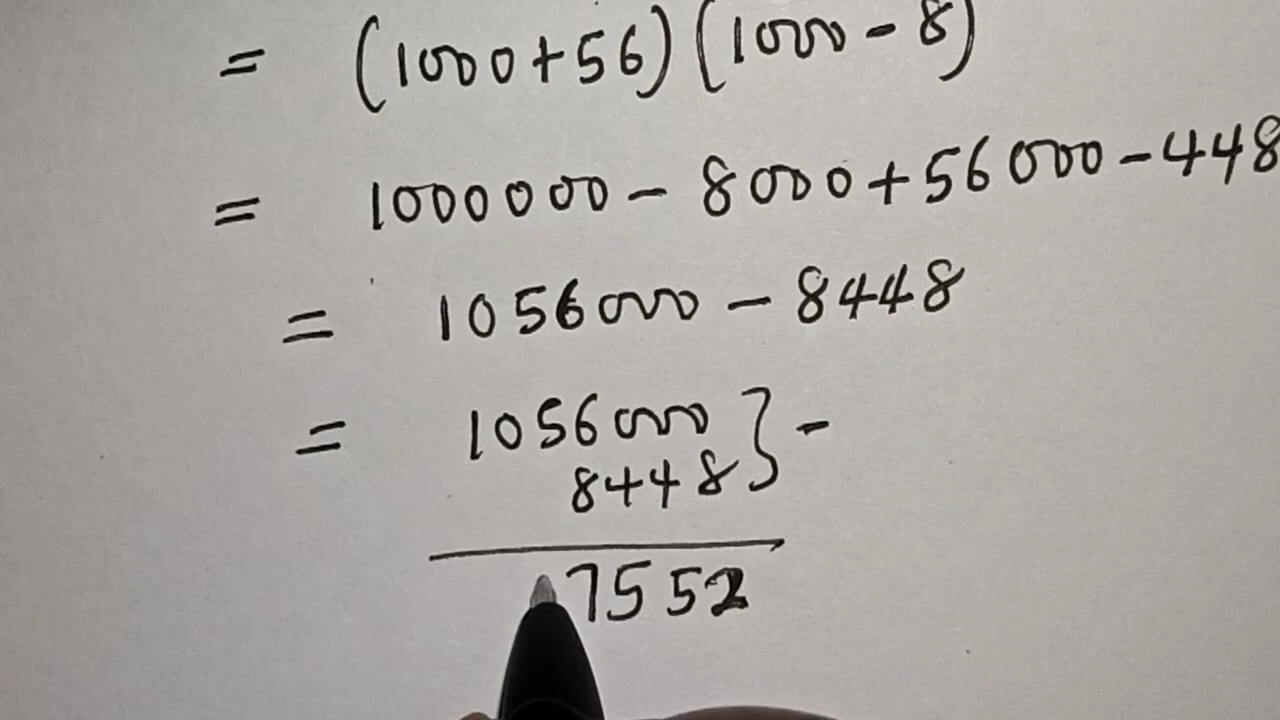 = (1000+56)(1000-8)
= 1000000 - 8000+56000-448
= 1056000 - 8448
= 1056000 } -
8448
7552